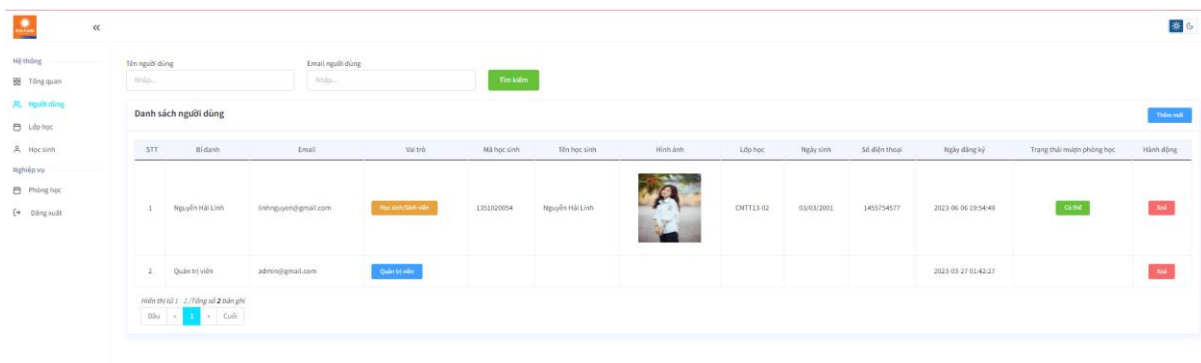 Hệ thống
Tổng quan
Người dùng
Lớp học
Học sinh
Nghiệp vụ
Phòng học
Đăng xuất
Tên người dùng Email người dùng
Nhập... Nhập... Tìm kiếm
Danh sách người dùng Thêm mới
STT Bí danh Email Vai trò Mã học sinh Tên học sinh Hình ảnh Lớp học Ngày sinh Số điện thoại Ngày đăng ký Trạng thái mượn phòng học Hành động
1 Nguyễn Hải Linh linhnguyen@gmail.com Học sinh/Sinh viên 1351020054 Nguyễn Hải Linh CNTT13-02 03/03/2001 1455754577 2023-06-06 19:54:49 Có thể Xoá
2 Quản trị viên admin@gmail.com Quản trị viên 2023-03-27 01:42:27 Xoá
Hiển thị từ 1 - 2 /Tổng số 2 bản ghi
Đầu « 1 » Cuối